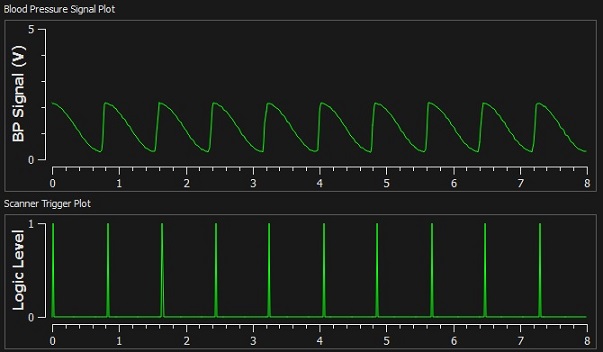 Blood Pressure Signal Plot
BP Signal (V)
5
0
0 1 2 3 4 5 6 7 8
Scanner Trigger Plot
Logic Level
1
0
0 1 2 3 4 5 6 7 8